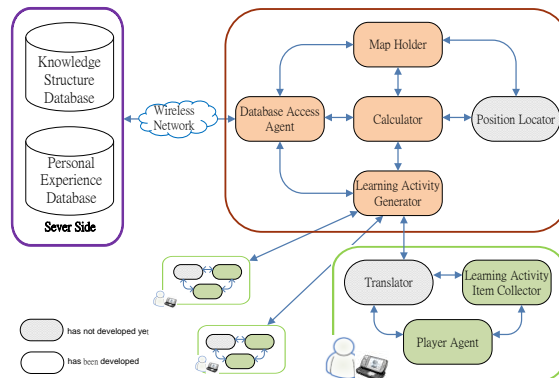 Knowledge
Structure
Database
Personal
Experience
Database
Sever Side
Wireless
Network
Map Holder
Database Access
Agent
Calculator
Position Locator
Learning Activity
Generator
Translator
Learning Activity
Item Collector
Player Agent
has not developed ye
has been developed